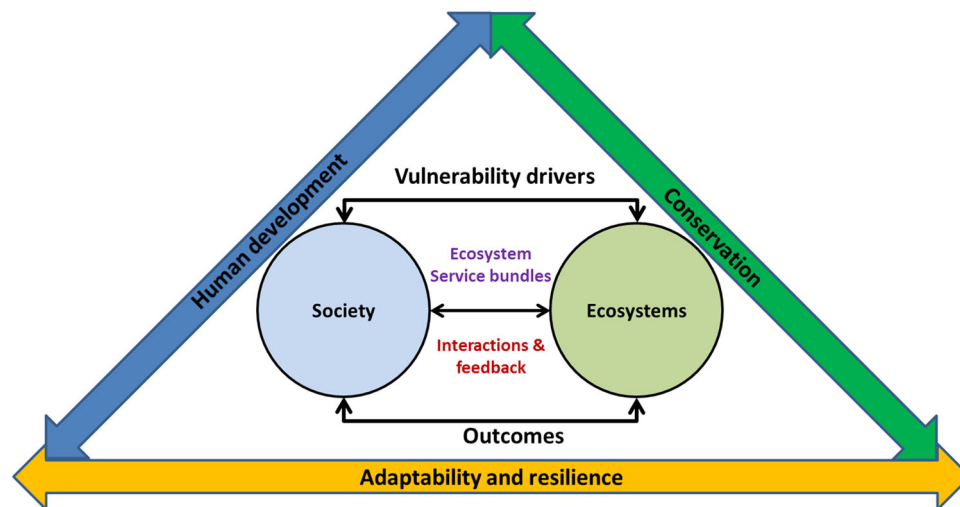 Vulnerability drivers
Human development
Conservation
Ecosystem
Service bundles
Society
Ecosystems
Interactions &
feedback
Outcomes
Adaptability and resilience